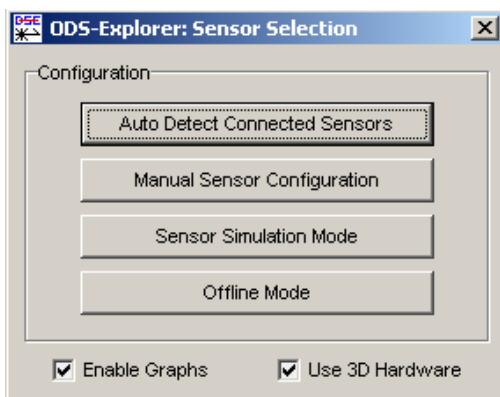 OSE ODS-Explorer: Sensor Selection
Configuration
Auto Detect Connected Sensors
Manual Sensor Configuration
Sensor Simulation Mode
Offline Mode
Enable Graphs Use 3D Hardware